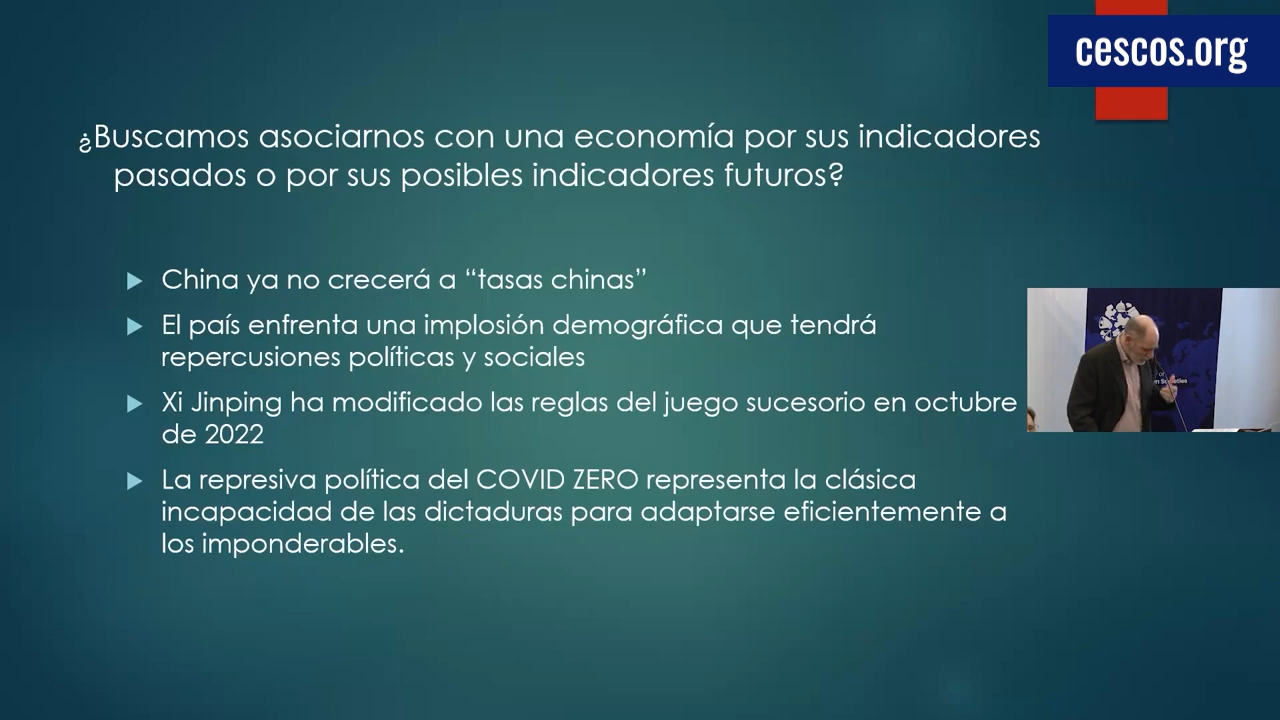 cescos.org
¿Buscamos asociarnos con una economía por sus indicadores
pasados o por sus posibles indicadores futuros?
China ya no crecerá a “tasas chinas”
El país enfrenta una implosión demográfica que tendrá
repercusiones políticas y sociales
Xi Jinping ha modificado las reglas del juego sucesorio en octubre
de 2022
La represiva política del COVID ZERO representa la clásica
incapacidad de las dictaduras para adaptarse eficientemente a
los imponderables.